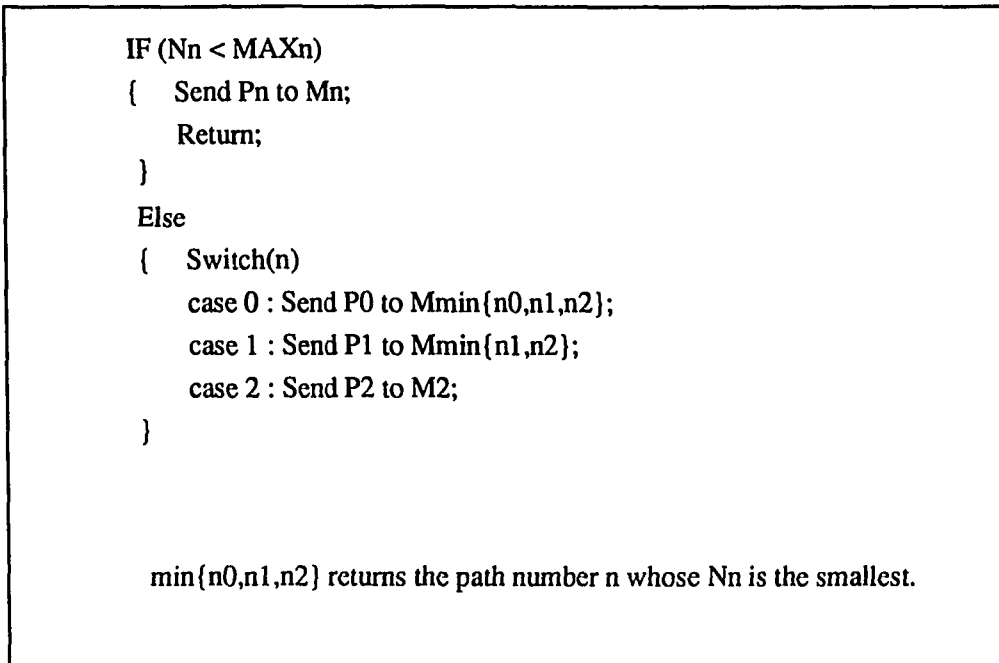 IF (Nn < MAXn)
{ Send Pn to Mn;
Return;
}
Else
{ Switch(n)
case 0 : Send P0 to Mmin{n0,n1,n2};
case 1 : Send P1 to Mmin{n1,n2};
case 2 : Send P2 to M2;
}
min{n0,n1,n2} returns the path number n whose Nn is the smallest.